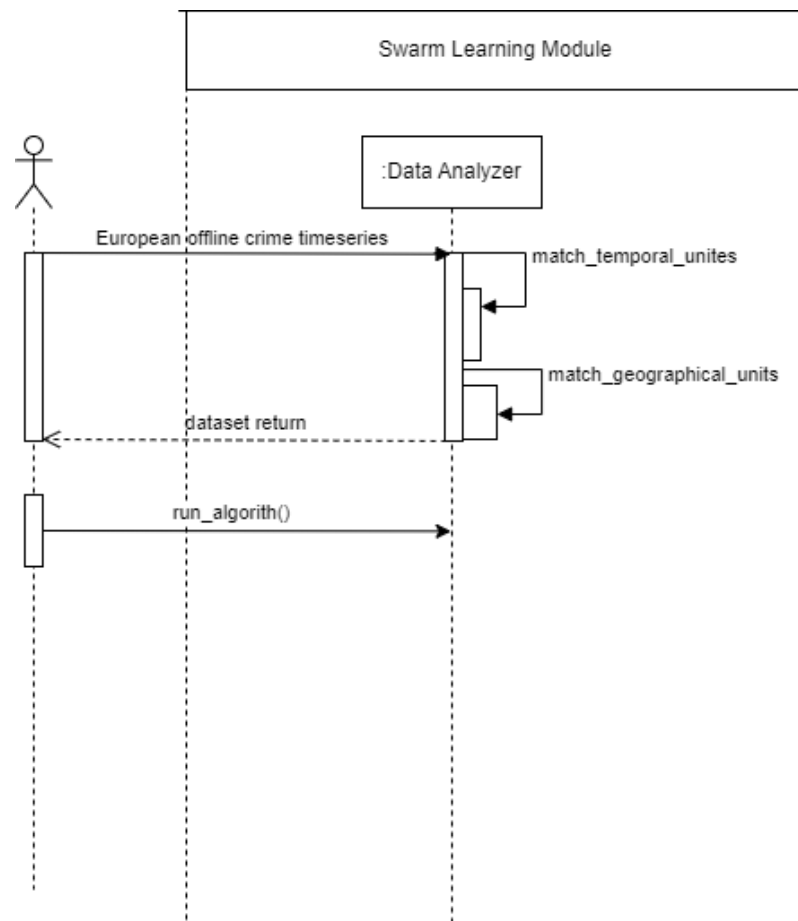 Swarm Learning Module
:Data Analyzer
European offline crime timeseries
match_temporal_unites
match_geographical_units
dataset return
run_algorith()